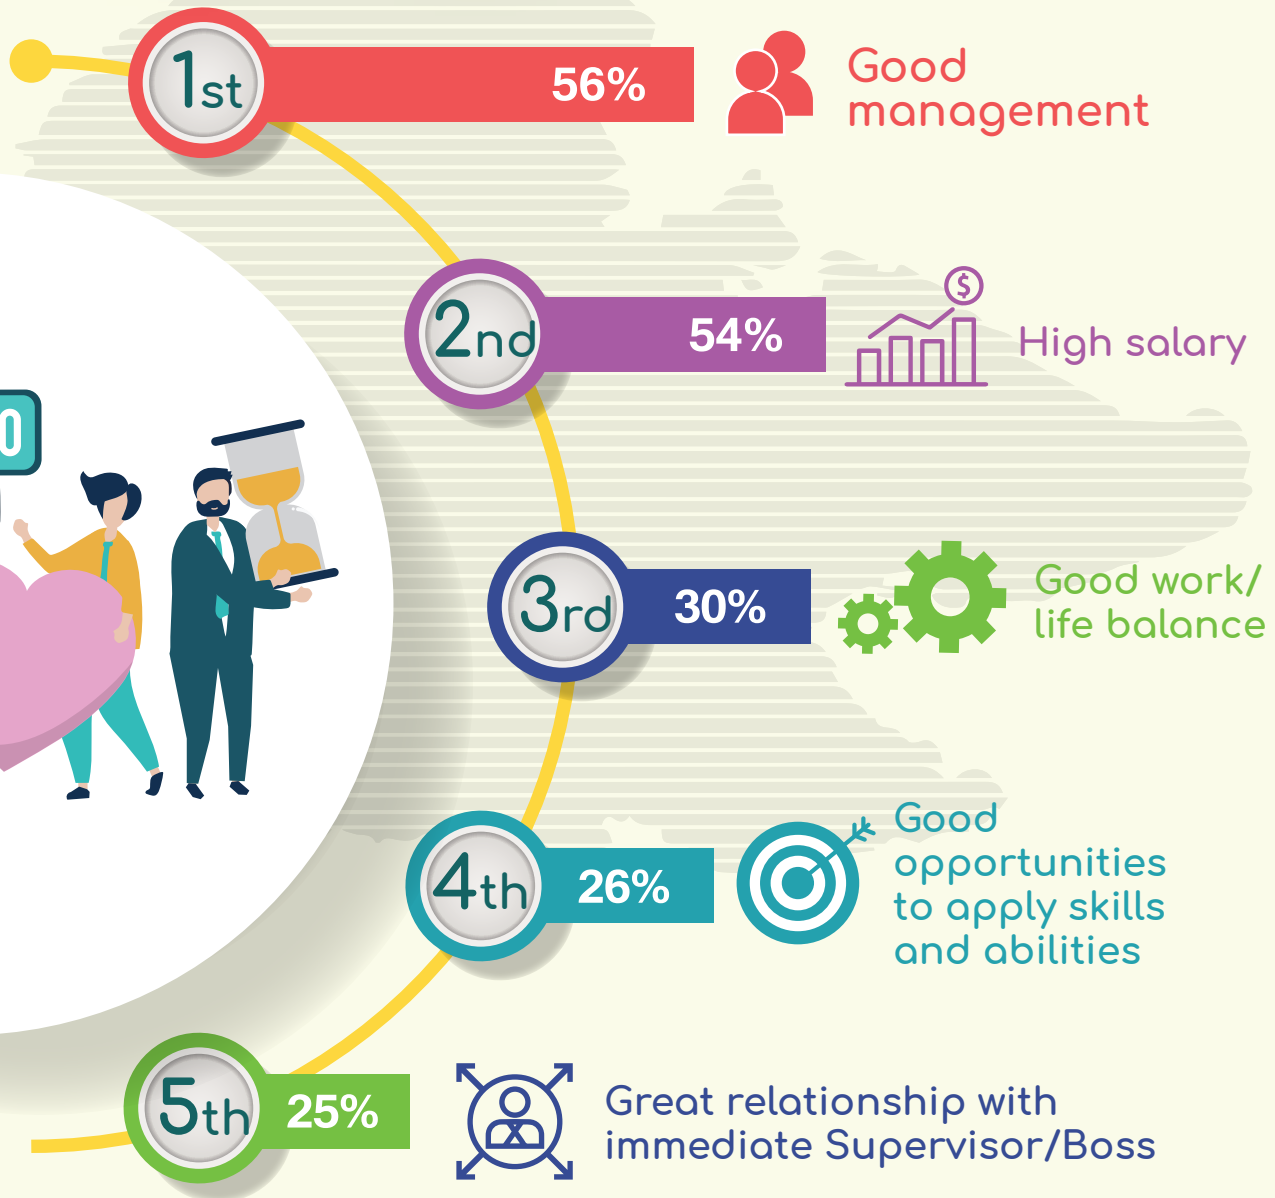 1st
56%
Good
management
2nd
54%
$
High salary
0
3rd
30%
Good work/
life balance
4th
26%
Good
opportunities
to apply skills
and abilities
5th
25%
Great relationship with
immediate Supervisor/Boss